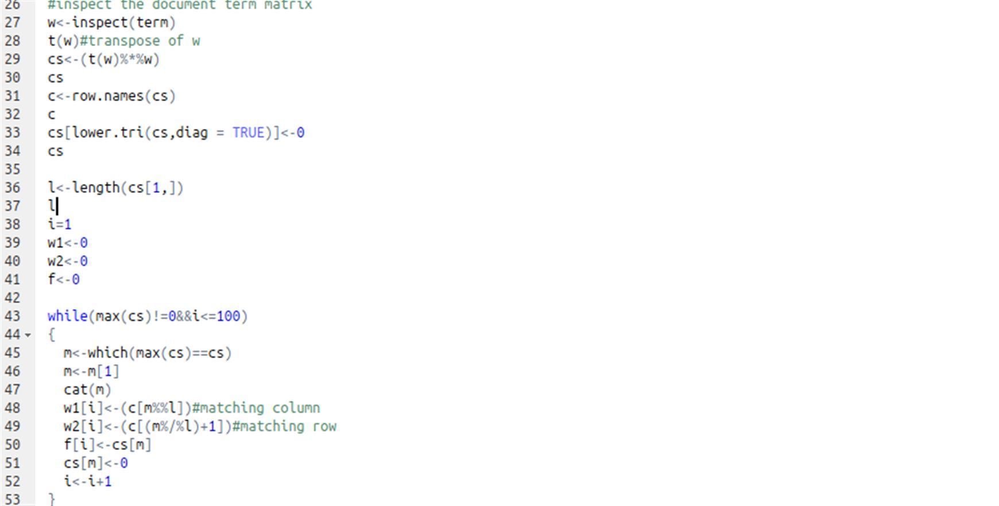 26 #inspect the document term matrix
27 w<-inspect(term)
28 t(w)#transpose of w
29 cs<-(t(w)%*%w)
30 cs
31 c<-row.names(cs)
32 c
33 cs[lower.tri(cs,diag = TRUE)]<-0
34 cs
35
36 l<-length(cs[1,])
37 l
38 i=1
39 w1<-0
40 w2<-0
41 f<-0
42
43 while(max(cs)!=0&&i<=100)
44 {
45 m<-which(max(cs)==cs)
46 m<-m[1]
47 cat(m)
48 w1[i]<-(c[m%%l])#matching column
49 w2[i]<-(c[(m%/%l)+1])#matching row
50 f[i]<-cs[m]
51 cs[m]<-0
52 i<-i+1
53 }